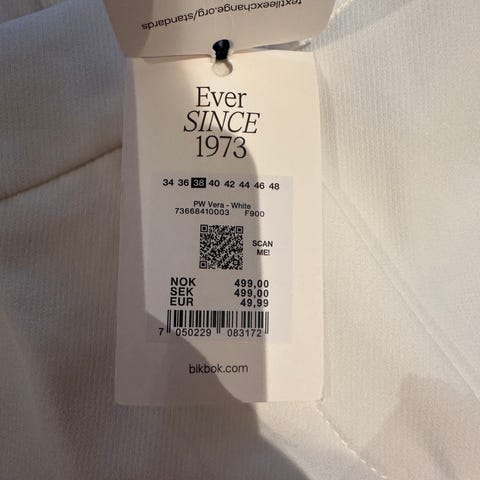 textileexchange.org/standards
Ever
SINCE
1973
34 36 38 40 42 44 46 48
PW Vera - White
73668410003 F900
SCAN
ME!
NOK 499,00
SEK 499,00
EUR 49,99
7 050229 083172
blkbok.com